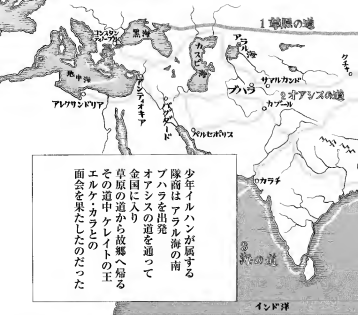 1 草原の道
黒海
コンスタンティノープル
カスピ海
アラル海
クチャ
サマルカンド
地中海
2 オアシスの道
ブハラ
アレクサンドリア
アンティオキア
カブール
バグダード
ペルセポリス
カラチ
少年イルハンが属する
隊商は アラル海の南
ブハラを出発
オアシスの道を通って
金国に入り
草原の道から故郷へ帰る
その道中 ケレイトの王
エルケ・カラとの
面会を果たしたのだった
3
海の道
インド洋